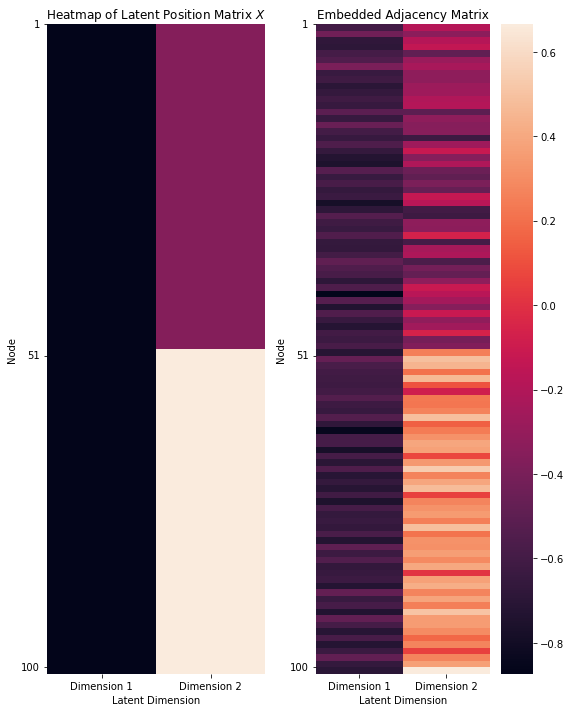 Heatmap of Latent Position Matrix X
1
51
100
Node
Dimension 1
Dimension 2
Latent Dimension
Embedded Adjacency Matrix
1
51
100
Node
Dimension 1
Dimension 2
Latent Dimension
0.6
0.4
0.2
0.0
−0.2
−0.4
−0.6
−0.8